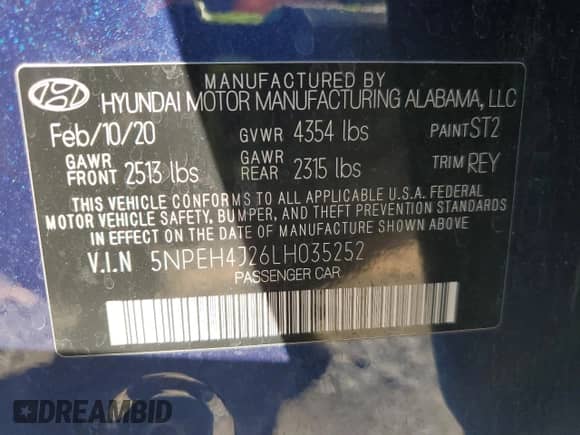 MANUFACTURED BY
HYUNDAI MOTOR MANUFACTURING ALABAMA, LLC
Feb/10/20 GVWR 4354 lbs PAINT ST2
GAWR FRONT 2513 lbs GAWR REAR 2315 lbs TRIM REY
THIS VEHICLE CONFORMS TO ALL APPLICABLE U.S.A. FEDERAL
MOTOR VEHICLE SAFETY, BUMPER, AND THEFT PREVENTION STANDARDS
IN EFFECT ON THE DATE OF MANUFACTURE SHOWN ABOVE.
V.I.N 5NPEH4J26LH035252
PASSENGER CAR
DREAMBID